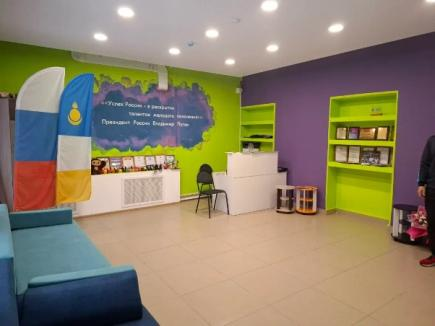 «Успех России - в раскрытии
талантов молодого поколения!»
Президент России Владимир Путин